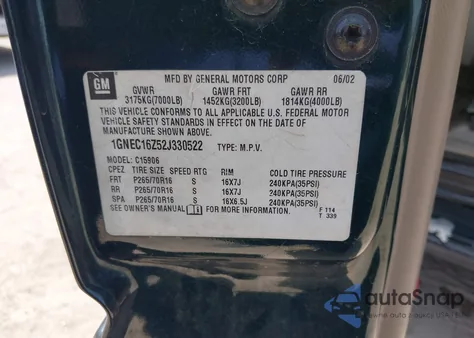 GM
MFD BY GENERAL MOTORS CORP 06/02
GVWR GAWR FRT GAWR RR
3175KG(7000LB) 1452KG(3200LB) 1814KG(4000LB)
THIS VEHICLE CONFORMS TO ALL APPLICABLE U.S. FEDERAL MOTOR
VEHICLE SAFETY STANDARDS IN EFFECT ON THE DATE OF
MANUFACTURE SHOWN ABOVE.
1GNEC16Z52J330522 TYPE: M.P.V.
MODEL: C15906
CPEZ TIRE SIZE SPEED RTG RIM COLD TIRE PRESSURE
FRT P265/70R16 S 16X7J 240KPA(35PSI)
RR P265/70R16 S 16X7J 240KPA(35PSI)
SPA P265/70R16 S 16X6.5J 240KPA(35PSI)
SEE OWNER'S MANUAL FOR MORE INFORMATION. F 114
T 339
autoSnap